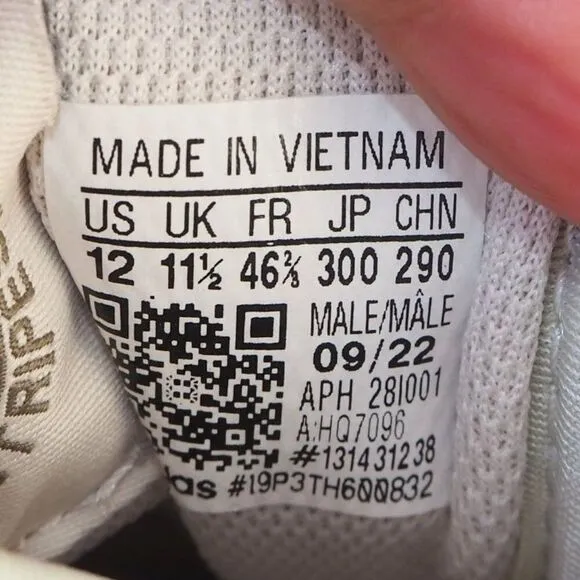 MADE IN VIETNAM
US UK FR JP CHN
12 11½ 46⅔ 300 290
MALE/MÂLE
09/22
APH 28I001
A:HQ7096
#131431238
#19P3TH600832